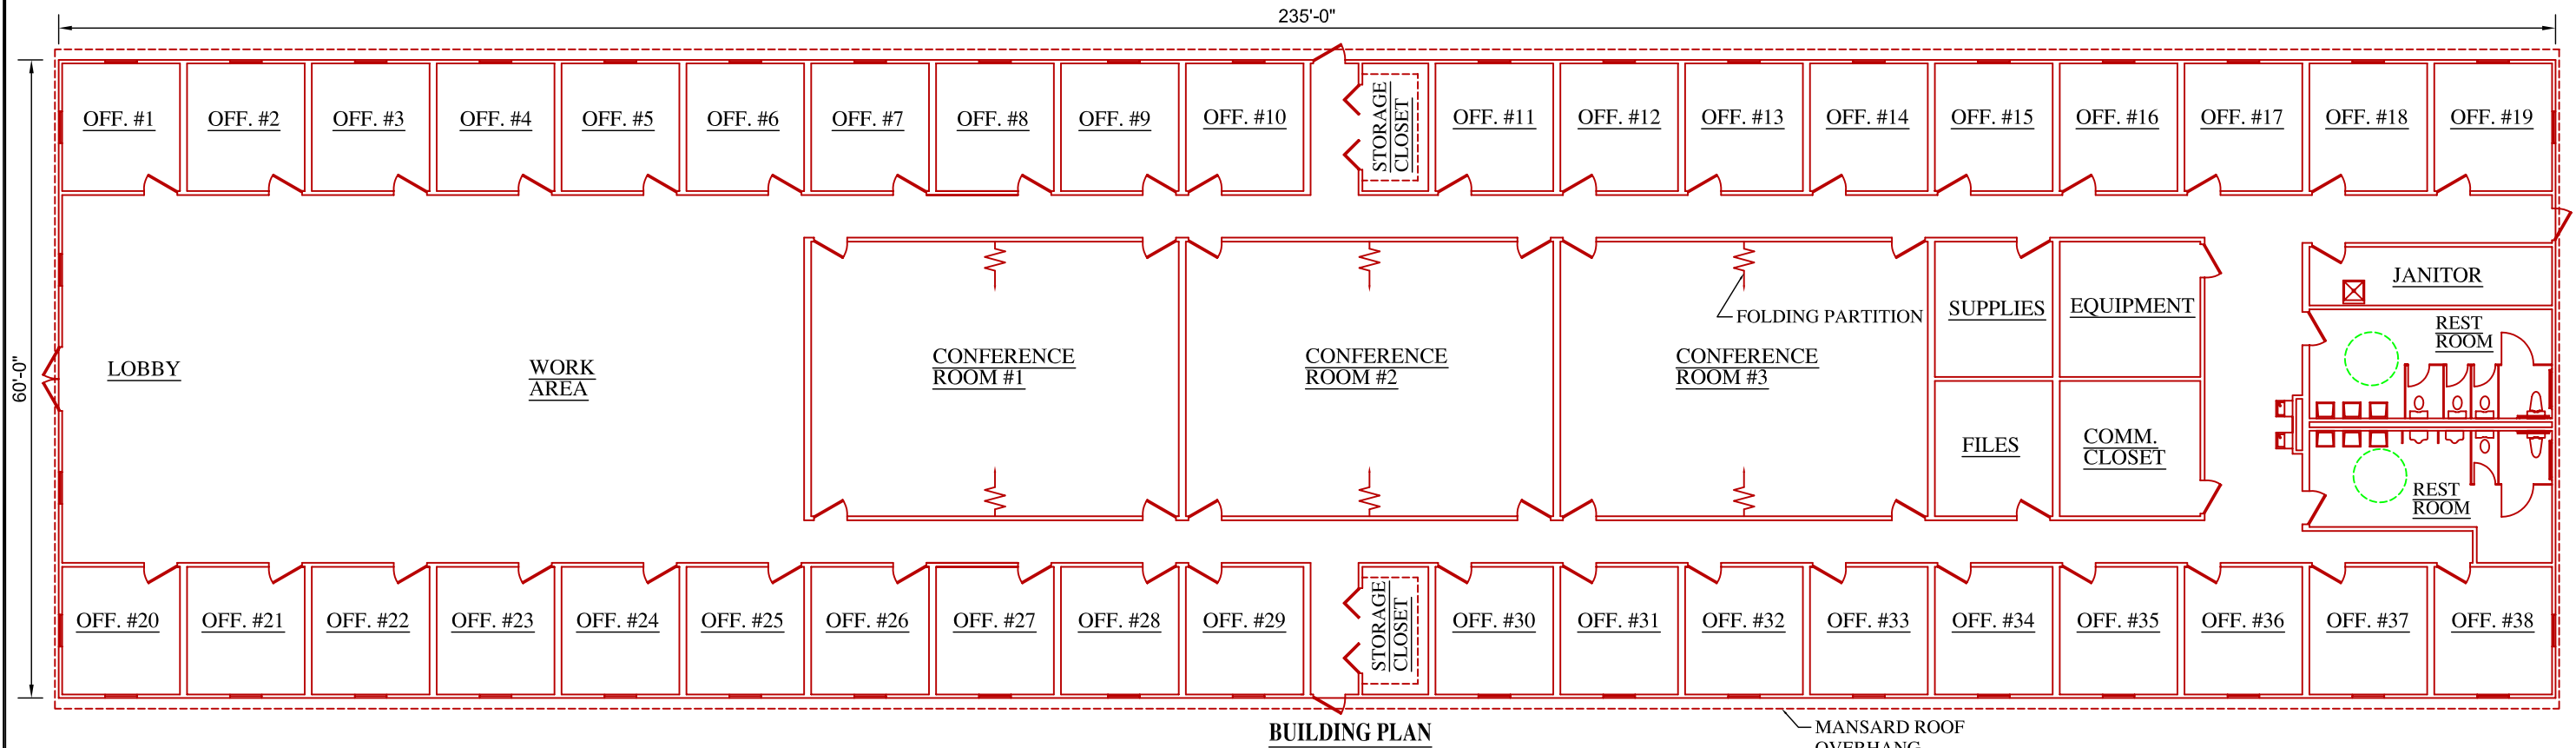 235'-0"
OFF. #1 OFF. #2 OFF. #3 OFF. #4 OFF. #5 OFF. #6 OFF. #7 OFF. #8 OFF. #9 OFF. #10
STORAGE
CLOSET
OFF. #11 OFF. #12 OFF. #13 OFF. #14 OFF. #15 OFF. #16 OFF. #17 OFF. #18 OFF. #19
60'-0"
LOBBY
WORK
AREA
CONFERENCE
ROOM #1
CONFERENCE
ROOM #2
CONFERENCE
ROOM #3
FOLDING PARTITION
SUPPLIES
EQUIPMENT
FILES
COMM.
CLOSET
JANITOR
REST
ROOM
REST
ROOM
OFF. #20 OFF. #21 OFF. #22 OFF. #23 OFF. #24 OFF. #25 OFF. #26 OFF. #27 OFF. #28 OFF. #29
STORAGE
CLOSET
OFF. #30 OFF. #31 OFF. #32 OFF. #33 OFF. #34 OFF. #35 OFF. #36 OFF. #37 OFF. #38
BUILDING PLAN
MANSARD ROOF
OVERHANG